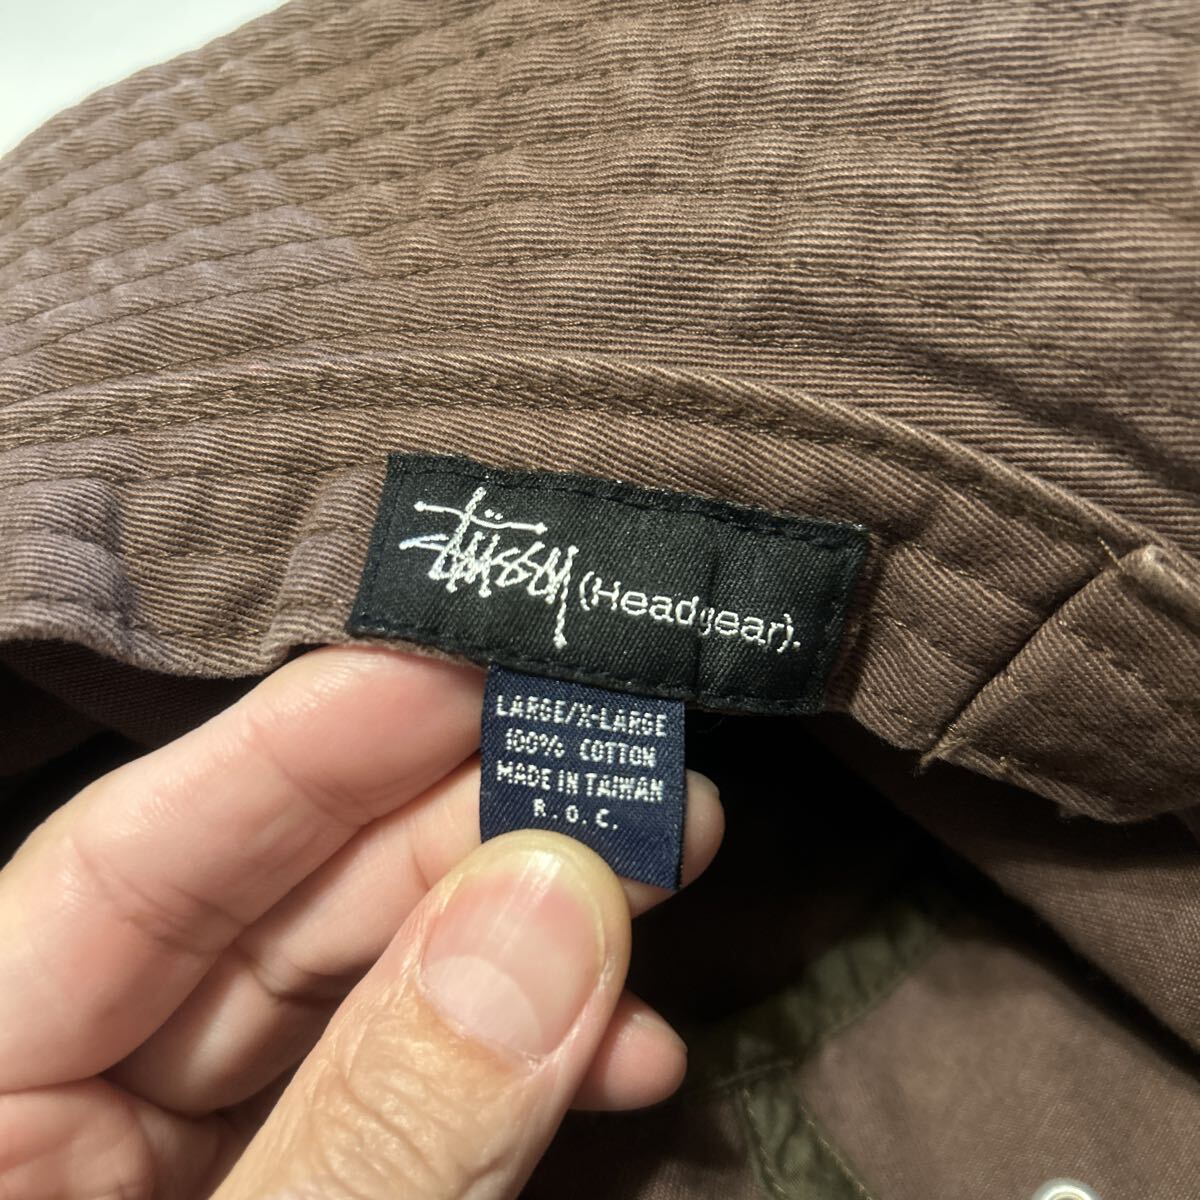 Stüssy (Headgear).
LARGE/X-LARGE
100% COTTON
MADE IN TAIWAN
R.O.C.